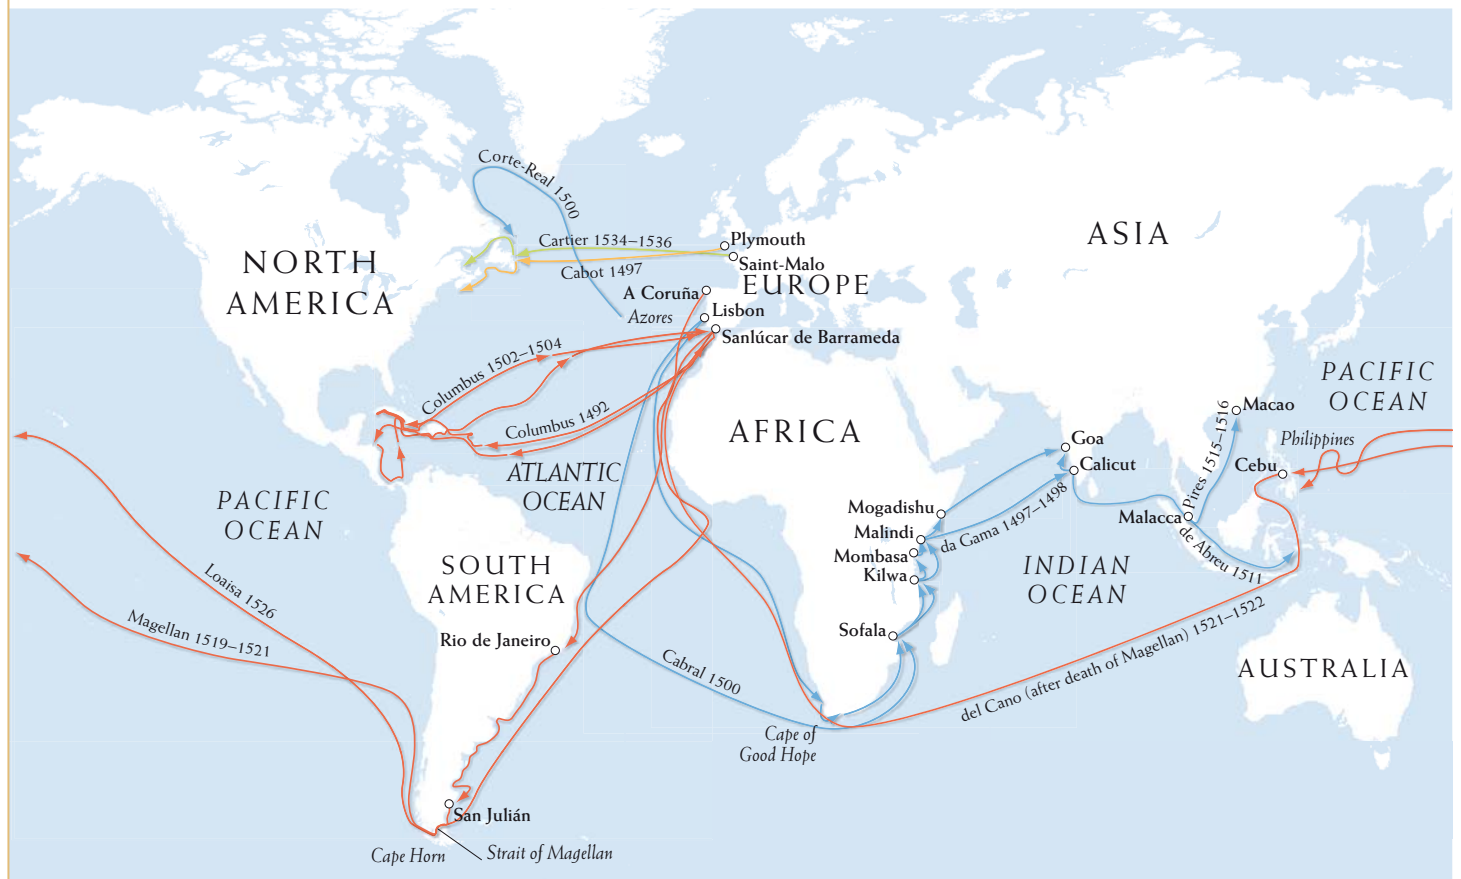 Corte-Real 1500
NORTH
AMERICA
Cartier 1534–1536
Cabot 1497
Plymouth
Saint-Malo
EUROPE
A Coruña
Azores
Lisbon
Sanlúcar de Barrameda
ASIA
Columbus 1502–1504
Columbus 1492
ATLANTIC
OCEAN
AFRICA
PACIFIC
OCEAN
Macao
Philippines
Cebu
Pires 1515–1516
Goa
Calicut
Malacca
de Abreu 1511
Mogadishu
Malindi
Mombasa
Kilwa
da Gama 1497–1498
INDIAN
OCEAN
Sofala
PACIFIC
OCEAN
SOUTH
AMERICA
Loaisa 1526
Magellan 1519–1521
Rio de Janeiro
Cabral 1500
Cape of
Good Hope
del Cano (after death of Magellan) 1521–1522
AUSTRALIA
San Julián
Cape Horn
Strait of Magellan